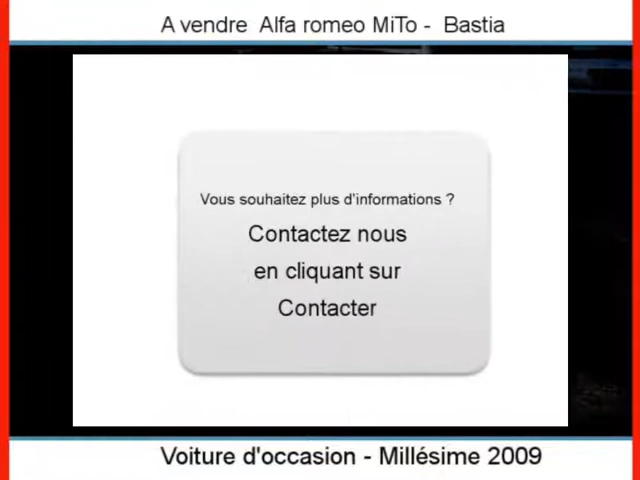 A vendre Alfa romeo MiTo - Bastia
Vous souhaitez plus d'informations ?
Contactez nous
en cliquant sur
Contacter
Voiture d'occasion - Millésime 2009